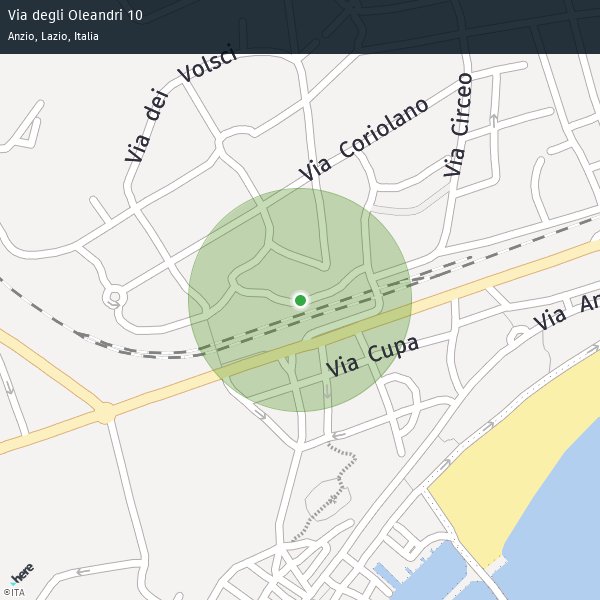 Via degli Oleandri 10
Anzio, Lazio, Italia
Via dei Volsci
Via Coriolano
Via Circeo
Via Cupa
Via
here
©ITA